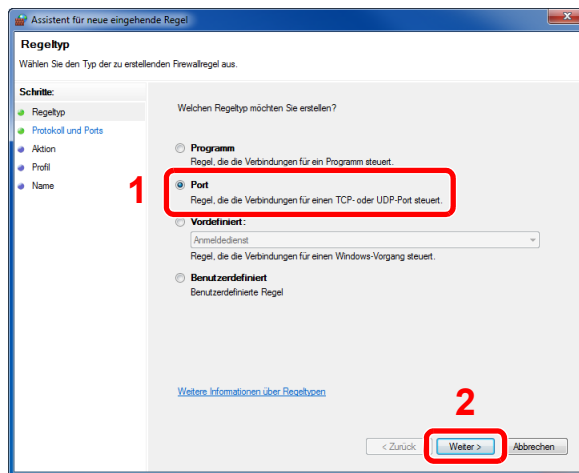 Assistent für neue eingehende Regel
Regeltyp
Wählen Sie den Typ der zu erstellenden Firewallregel aus.
Schritte:
Regeltyp
Protokoll und Ports
Aktion
Profil
Name
Welchen Regeltyp möchten Sie erstellen?
Programm
Regel, die die Verbindungen für ein Programm steuert.
1
Port
Regel, die die Verbindungen für einen TCP- oder UDP-Port steuert.
Vordefiniert:
Anmeldedienst
Regel, die die Verbindungen für einen Windows-Vorgang steuert.
Benutzerdefiniert
Benutzerdefinierte Regel
Weitere Informationen über Regeltypen
2
< Zurück
Weiter >
Abbrechen